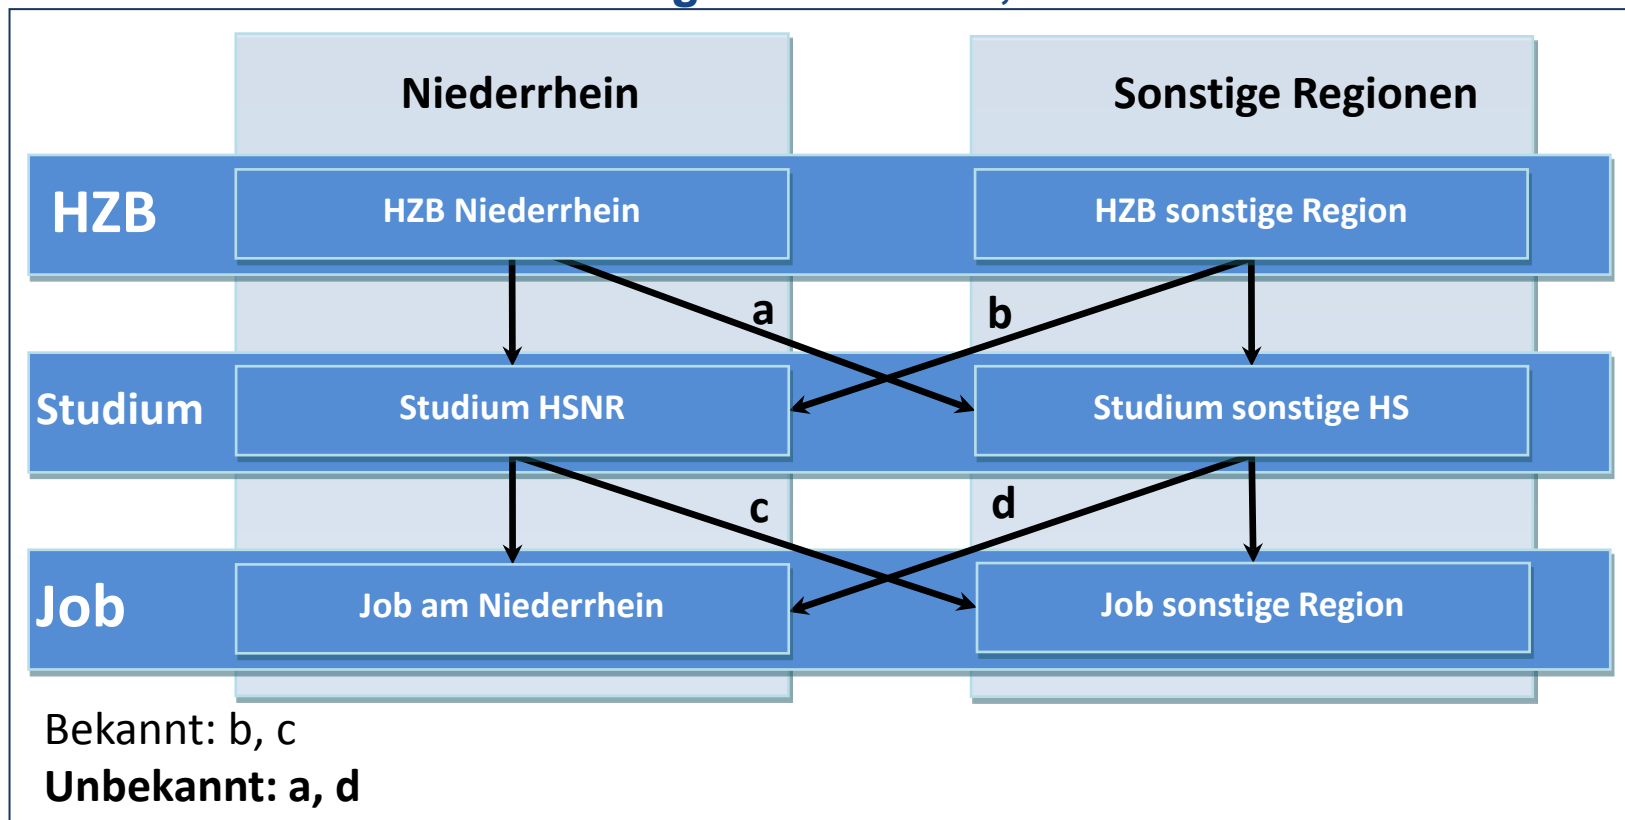 Niederrhein
Sonstige Regionen
HZB
HZB Niederrhein
HZB sonstige Region
a
b
Studium
Studium HSNR
Studium sonstige HS
c
d
Job
Job am Niederrhein
Job sonstige Region
Bekannt: b, c
Unbekannt: a, d